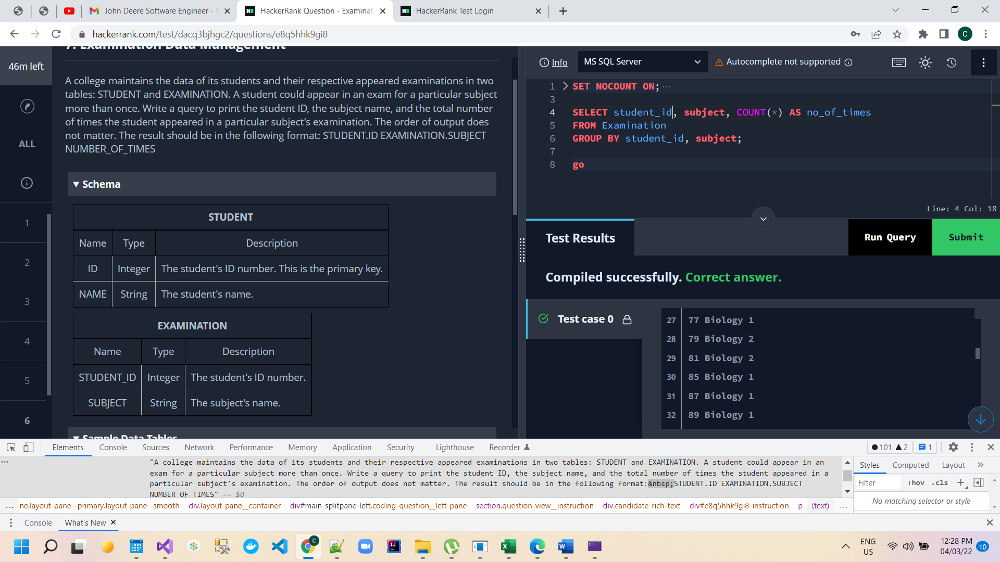 John Deere Software Engineer - F
HackerRank Question - Examinat
HackerRank Test Login
hackerrank.com/test/dacq3bjhgc2/questions/e8q5hhk9gi8
C
46m left
ALL
1
2
3
4
5
6
7. Examination Data Management
A college maintains the data of its students and their respective appeared examinations in two
tables: STUDENT and EXAMINATION. A student could appear in an exam for a particular subject
more than once. Write a query to print the student ID, the subject name, and the total number
of times the student appeared in a particular subject's examination. The order of output does
not matter. The result should be in the following format: STUDENT.ID EXAMINATION.SUBJECT
NUMBER_OF_TIMES
▼ Schema
STUDENT
Name Type Description
ID Integer The student's ID number. This is the primary key.
NAME String The student's name.
EXAMINATION
Name Type Description
STUDENT_ID Integer The student's ID number.
SUBJECT String The subject's name.
▼ Sample Data Tables
Info
MS SQL Server
Autocomplete not supported
1 SET NOCOUNT ON; ···
3
4 SELECT student_id, subject, COUNT(*) AS no_of_times
5 FROM Examination
6 GROUP BY student_id, subject;
7
8 go
Line: 4 Col: 18
Test Results
Run Query
Submit
Compiled successfully. Correct answer.
Test case 0
27 77 Biology 1
28 79 Biology 2
29 81 Biology 2
30 85 Biology 1
31 87 Biology 1
32 89 Biology 1
Elements Console Sources Network Performance Memory Application Security Lighthouse Recorder
101 2 1
"A college maintains the data of its students and their respective appeared examinations in two tables: STUDENT and EXAMINATION. A student could appear in an
exam for a particular subject more than once. Write a query to print the student ID, the subject name, and the total number of times the student appeared in a
particular subject's examination. The order of output does not matter. The result should be in the following format:&nbsp;STUDENT.ID EXAMINATION.SUBJECT
NUMBER_OF_TIMES" == $0
Styles Computed Layout »
Filter :hov .cls +
No matching selector or style
... ne.layout-pane--primary.layout-pane--smooth div.layout-pane__container div#main-splitpane-left.coding-question__left-pane section.question-view__instruction div.candidate-rich-text div#e8q5hhk9gi8-instruction p (text) ...
Console What's New
C
ENG
US
12:28 PM
04/03/22
10